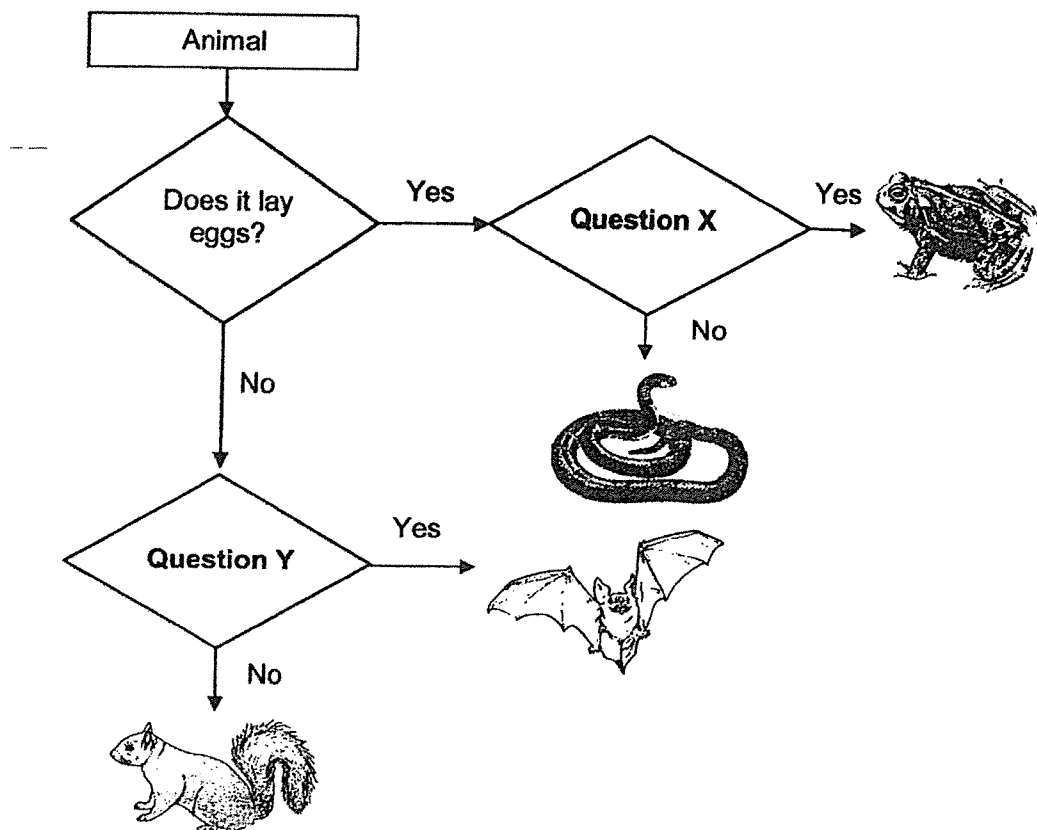 Animal
Does it lay
eggs?
Yes
Question X
Yes
No
No
Question Y
Yes
No